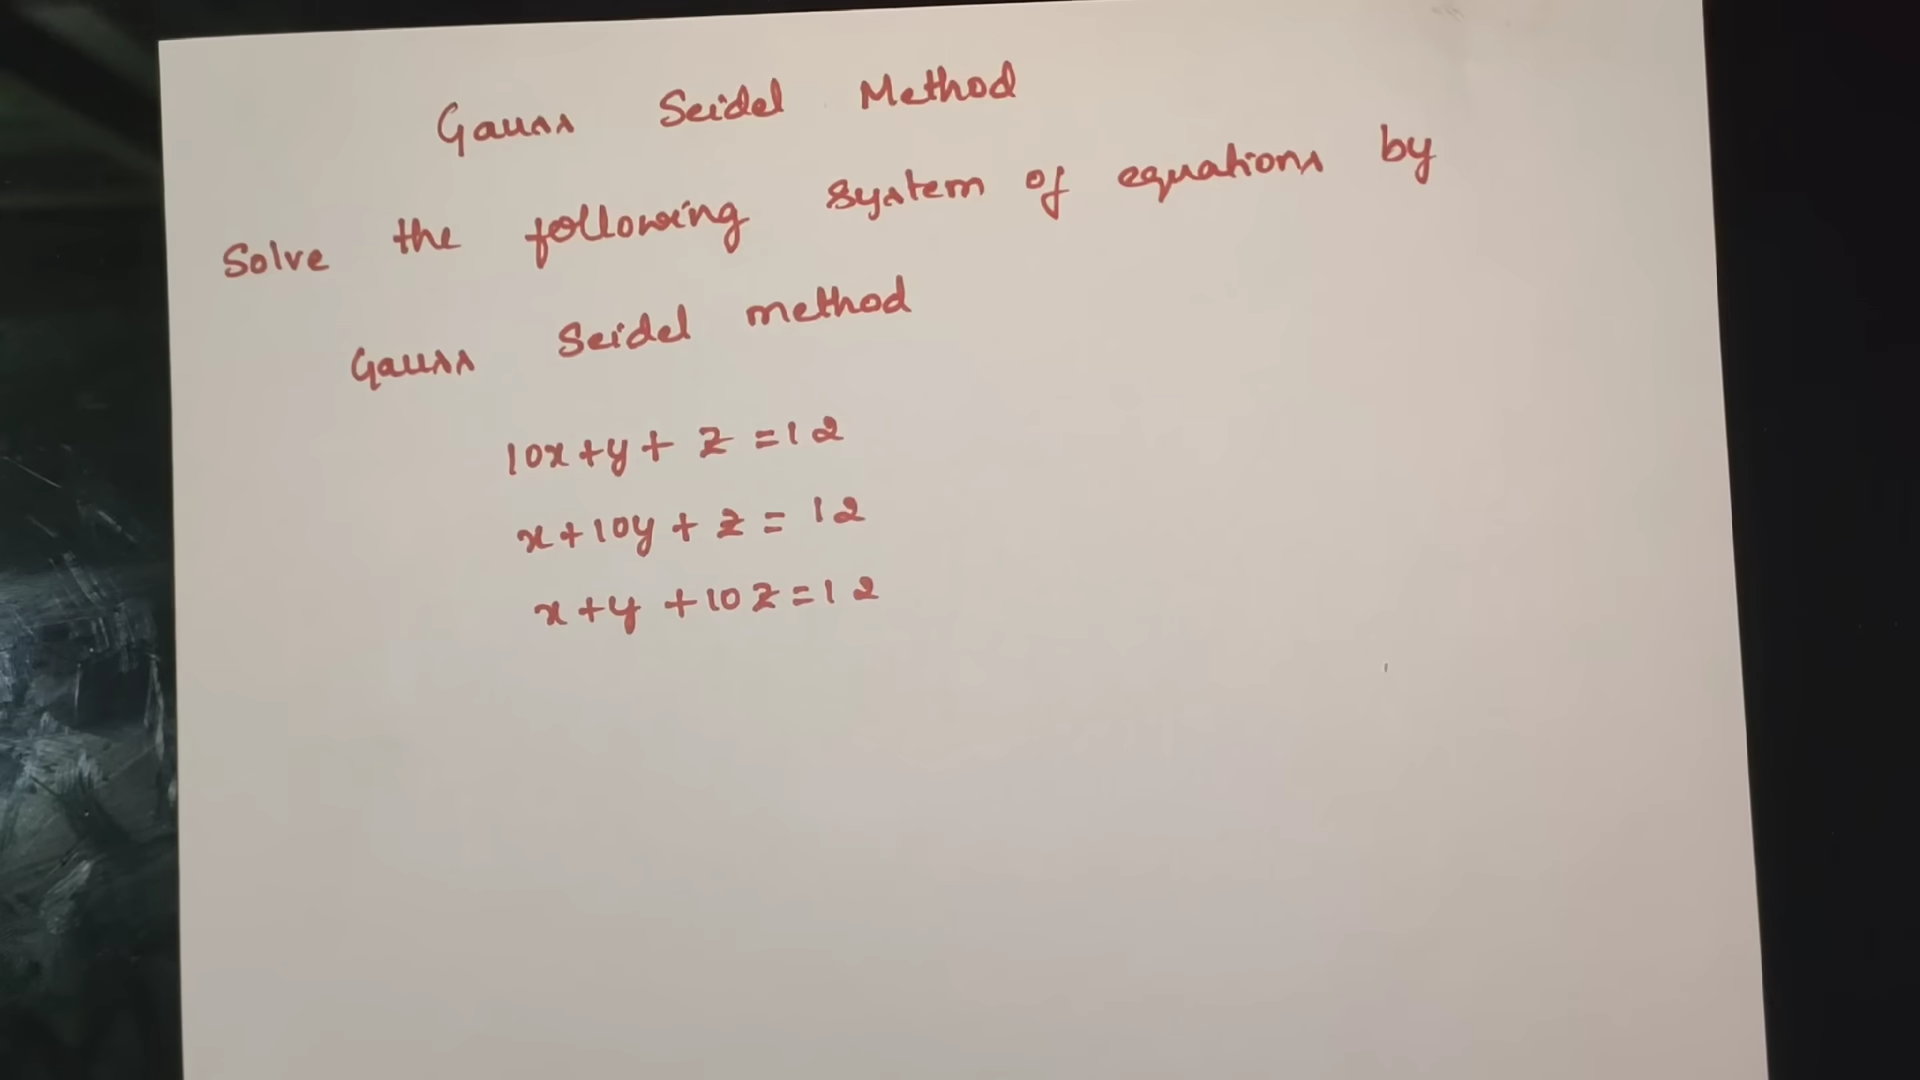 Gauss Seidel Method
Solve the following system of equations by
Gauss Seidel method
10x+y+z=12
x+10y+z=12
x+y+10z=12